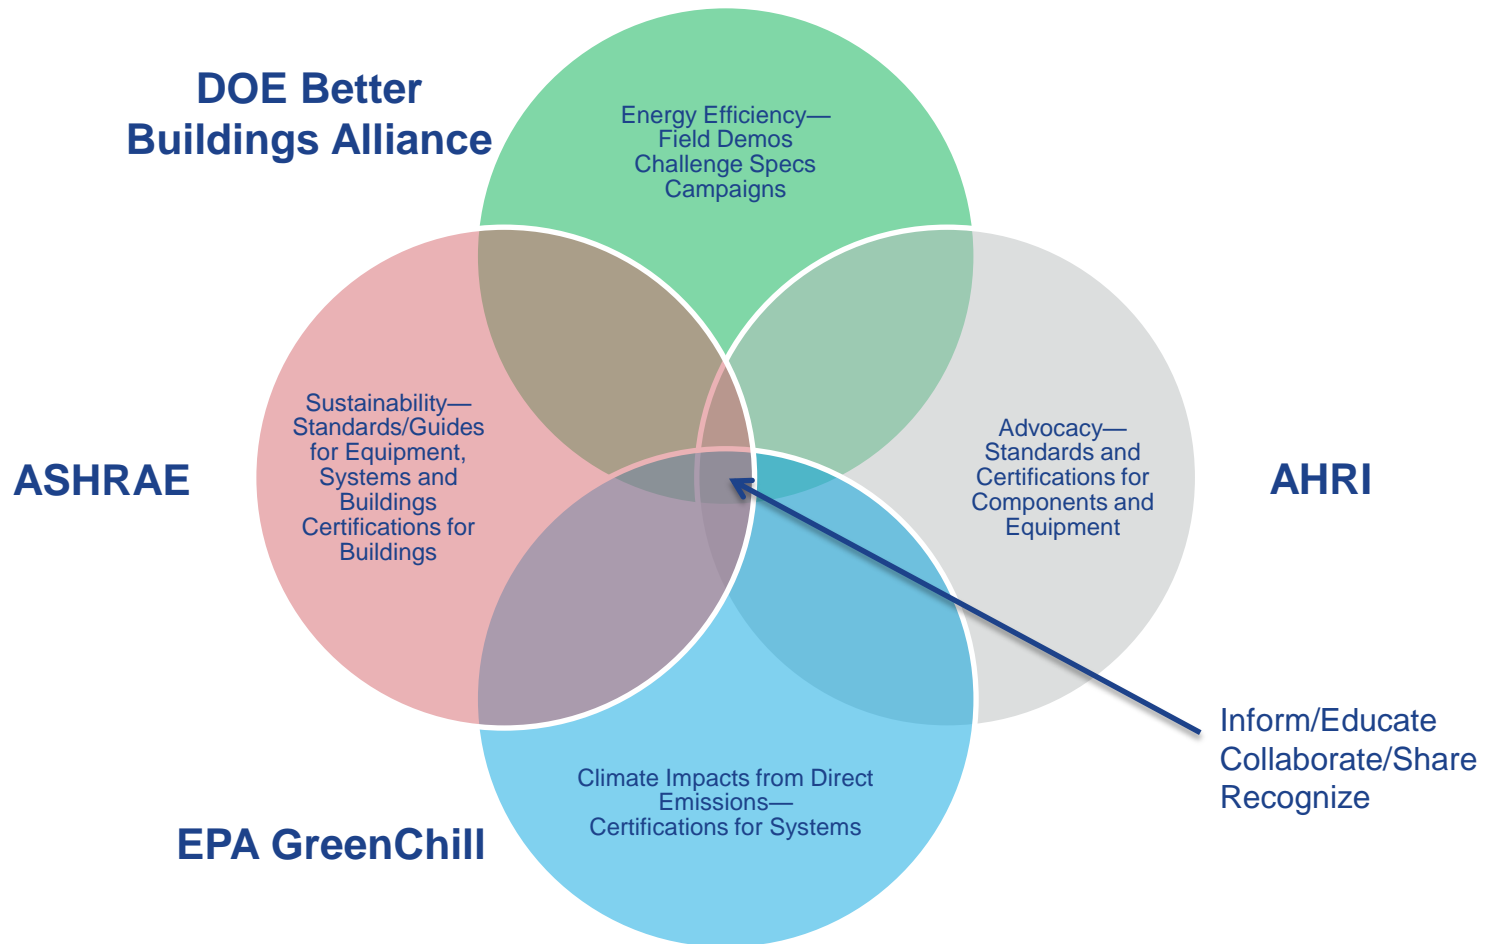 DOE Better
Buildings Alliance
Energy Efficiency—
Field Demos
Challenge Specs
Campaigns
ASHRAE
Sustainability—
Standards/Guides
for Equipment,
Systems and
Buildings
Certifications for
Buildings
Advocacy—
Standards and
Certifications for
Components and
Equipment
AHRI
Inform/Educate
Collaborate/Share
Recognize
Climate Impacts from Direct
Emissions—
Certifications for Systems
EPA GreenChill